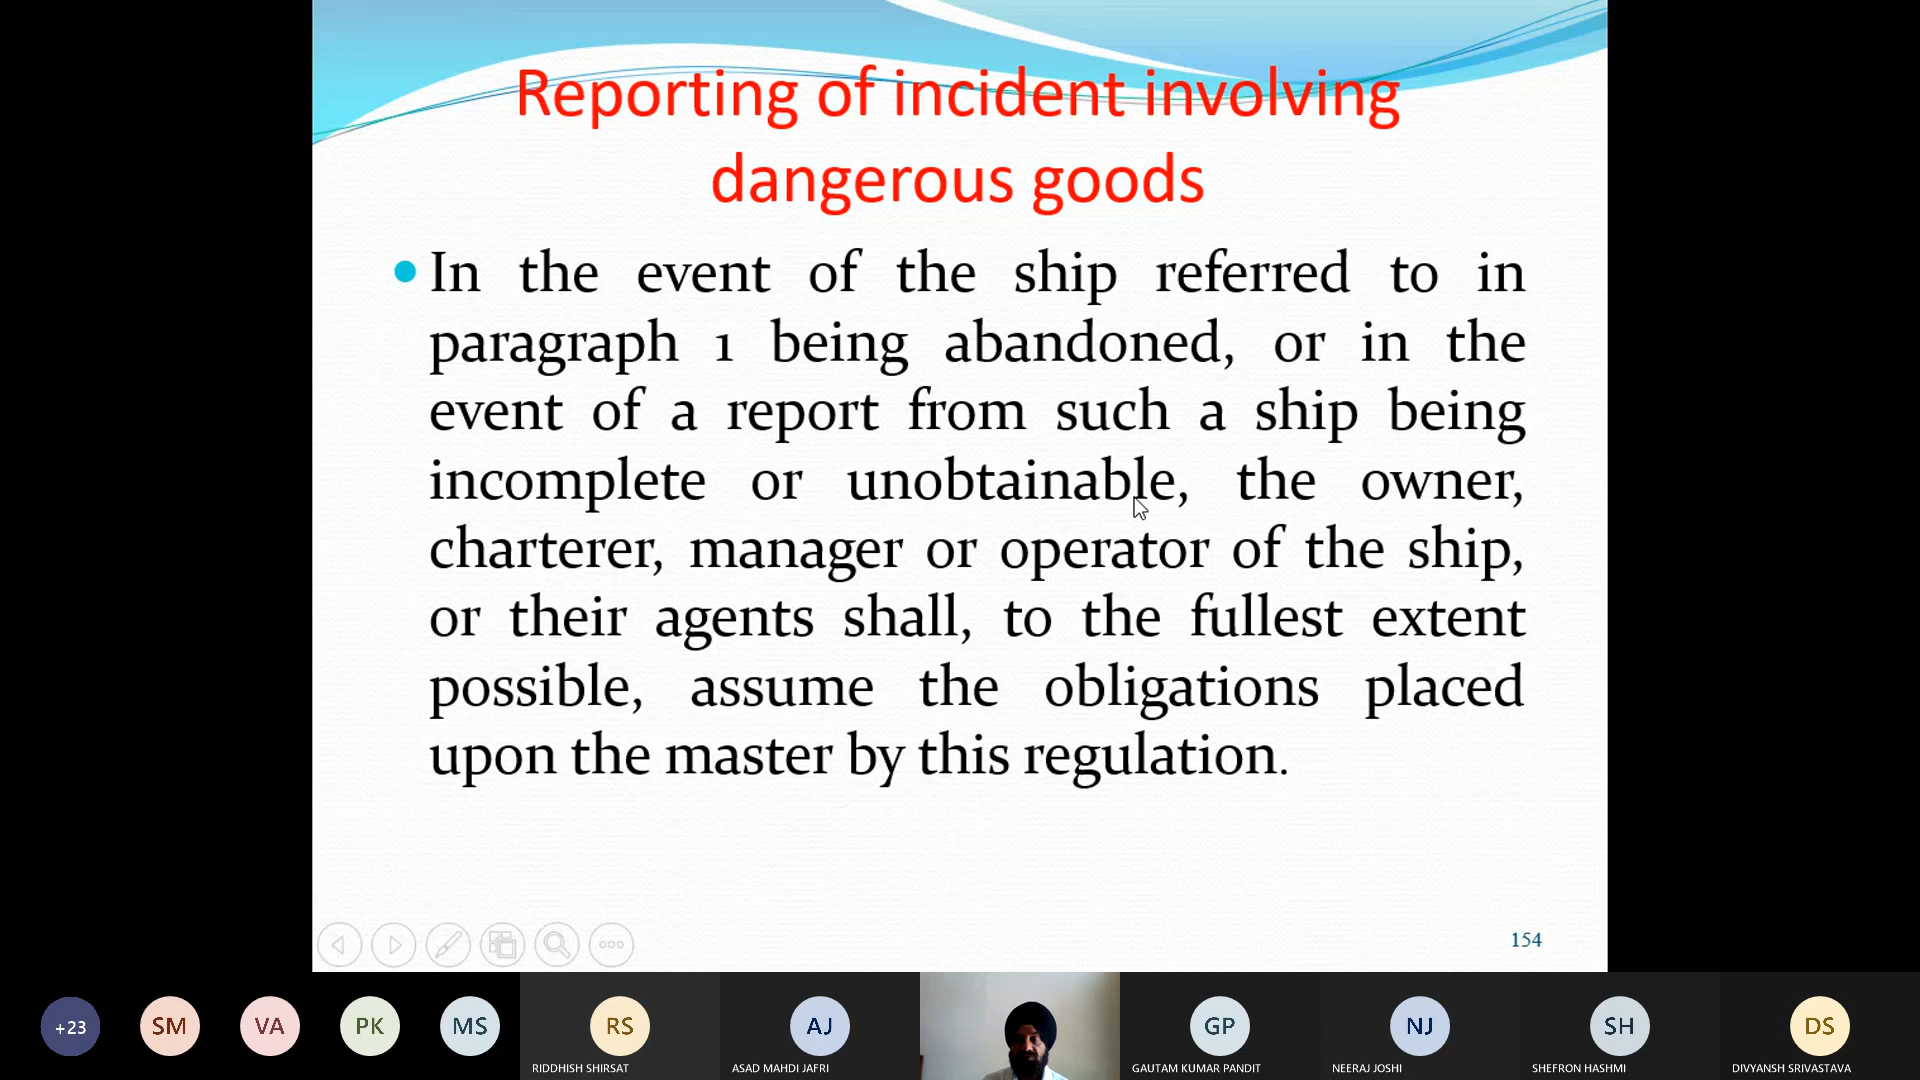 Reporting of incident involving
dangerous goods
In the event of the ship referred to in
paragraph 1 being abandoned, or in the
event of a report from such a ship being
incomplete or unobtainable, the owner,
charterer, manager or operator of the ship,
or their agents shall, to the fullest extent
possible, assume the obligations placed
upon the master by this regulation.
154
+23 SM VA PK MS RS AJ GP NJ SH DS
RIDDHISH SHIRSAT ASAD MAHDI JAFRI GAUTAM KUMAR PANDIT NEERAJ JOSHI SHEFRON HASHMI DIVYANSH SRIVASTAVA